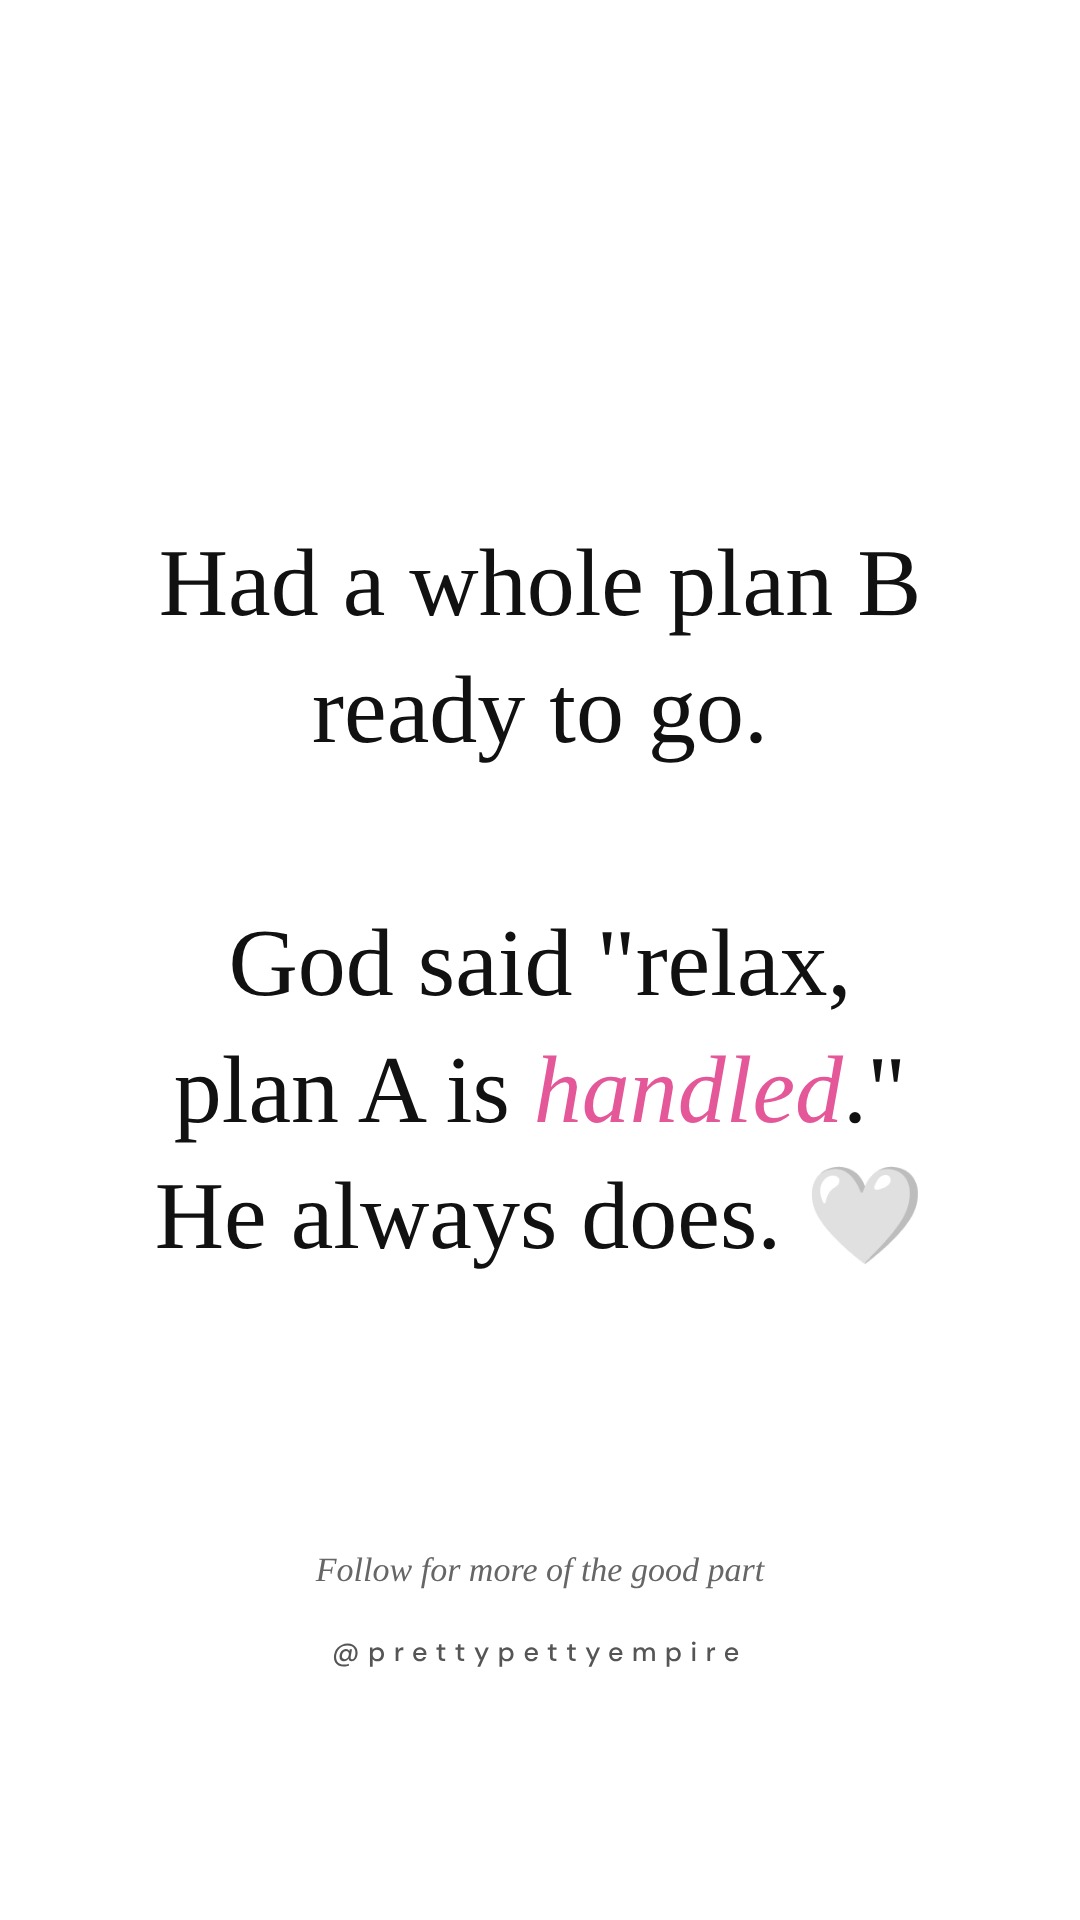 Had a whole plan B
ready to go.
God said "relax,
plan A is handled."
He always does. 🤍
Follow for more of the good part
@prettypettyempire